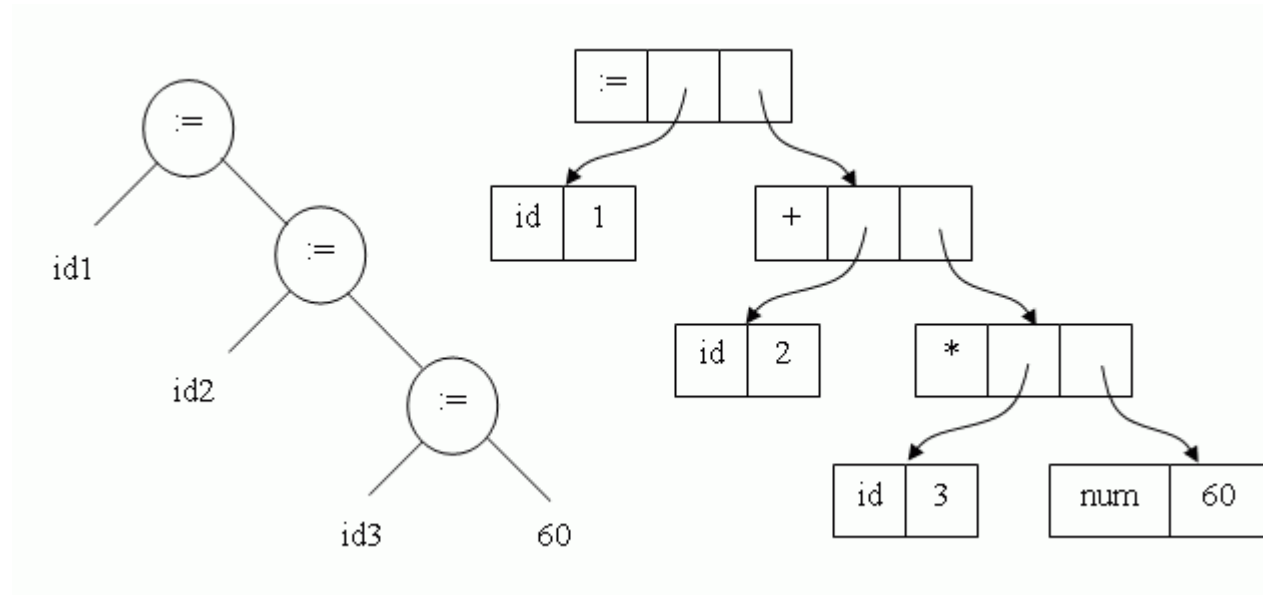 :=
id1
:=
id2
:=
id3 60
:=
id 1
+
id 2
*
id 3
num 60